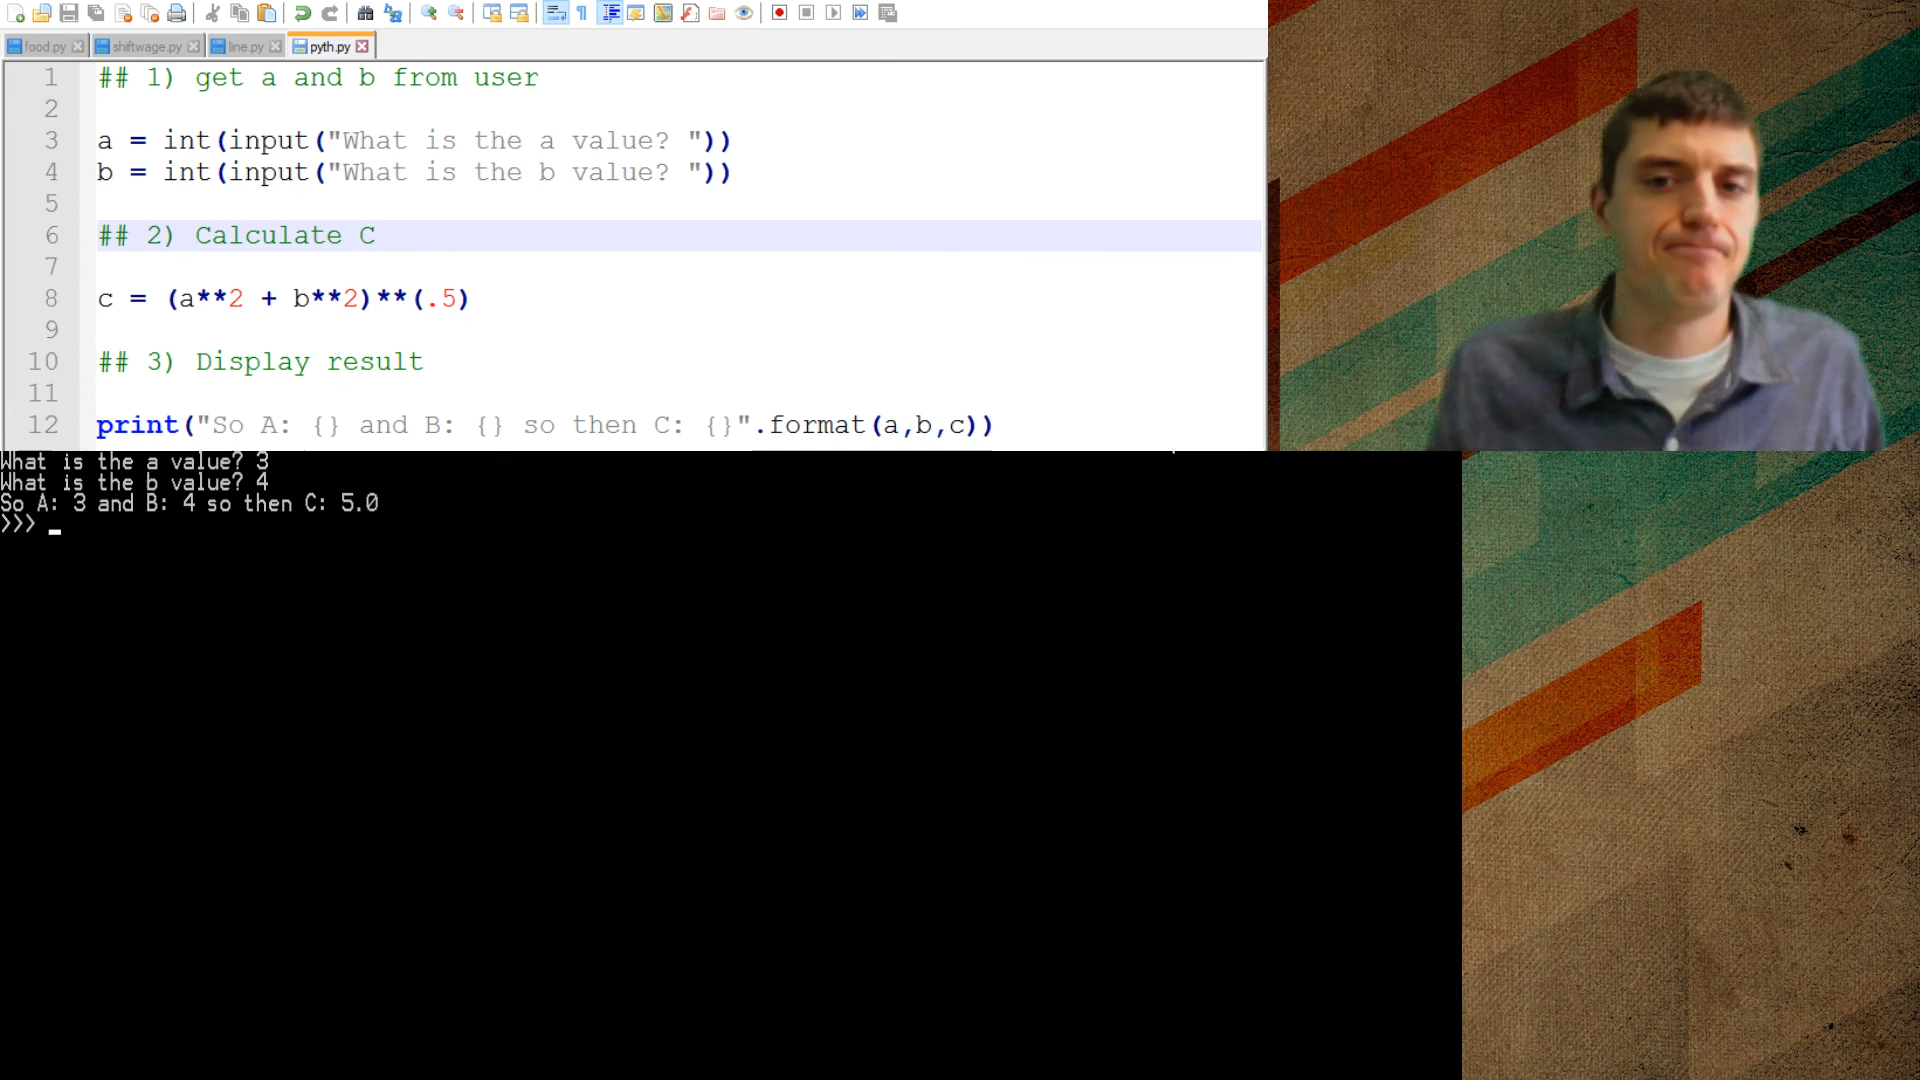 food.py shiftwage.py line.py pyth.py
1 ## 1) get a and b from user
2
3 a = int(input("What is the a value? "))
4 b = int(input("What is the b value? "))
5
6 ## 2) Calculate C
7
8 c = (a**2 + b**2)**(.5)
9
10 ## 3) Display result
11
12 print("So A: {} and B: {} so then C: {}".format(a,b,c))
What is the a value? 3
What is the b value? 4
So A: 3 and B: 4 so then C: 5.0
>>> _